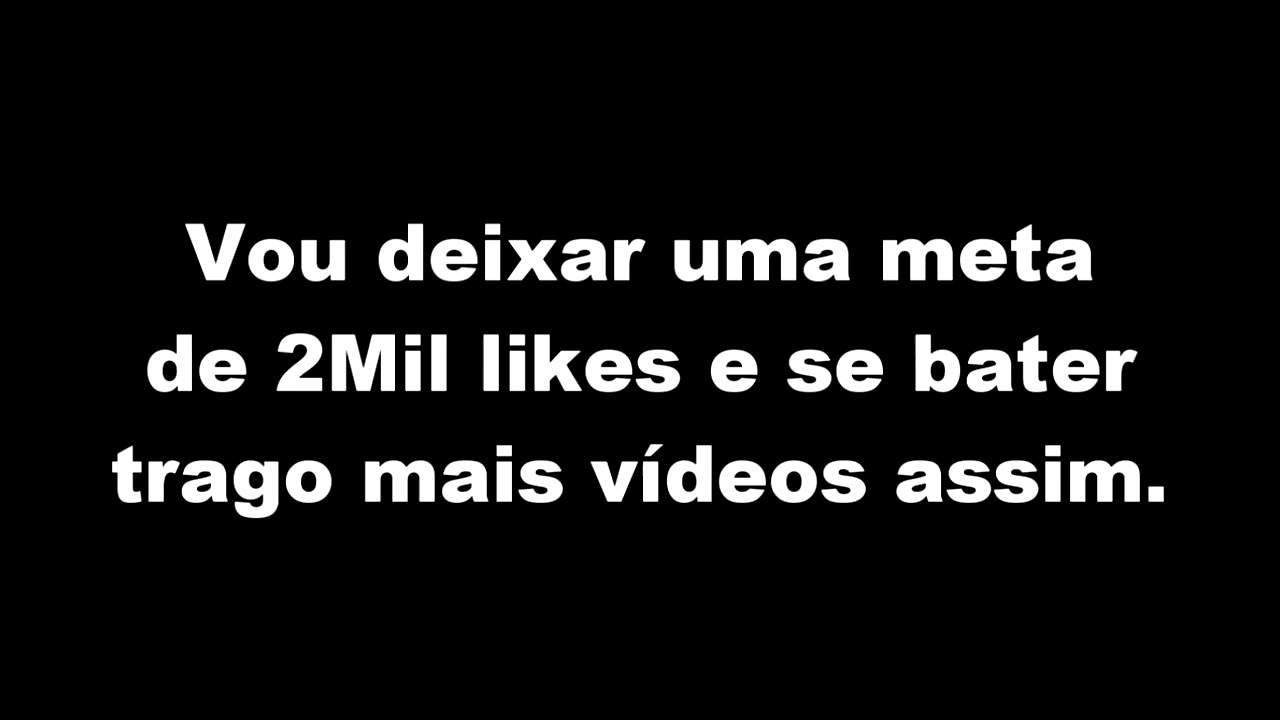 Vou deixar uma meta
de 2Mil likes e se bater
trago mais vídeos assim.